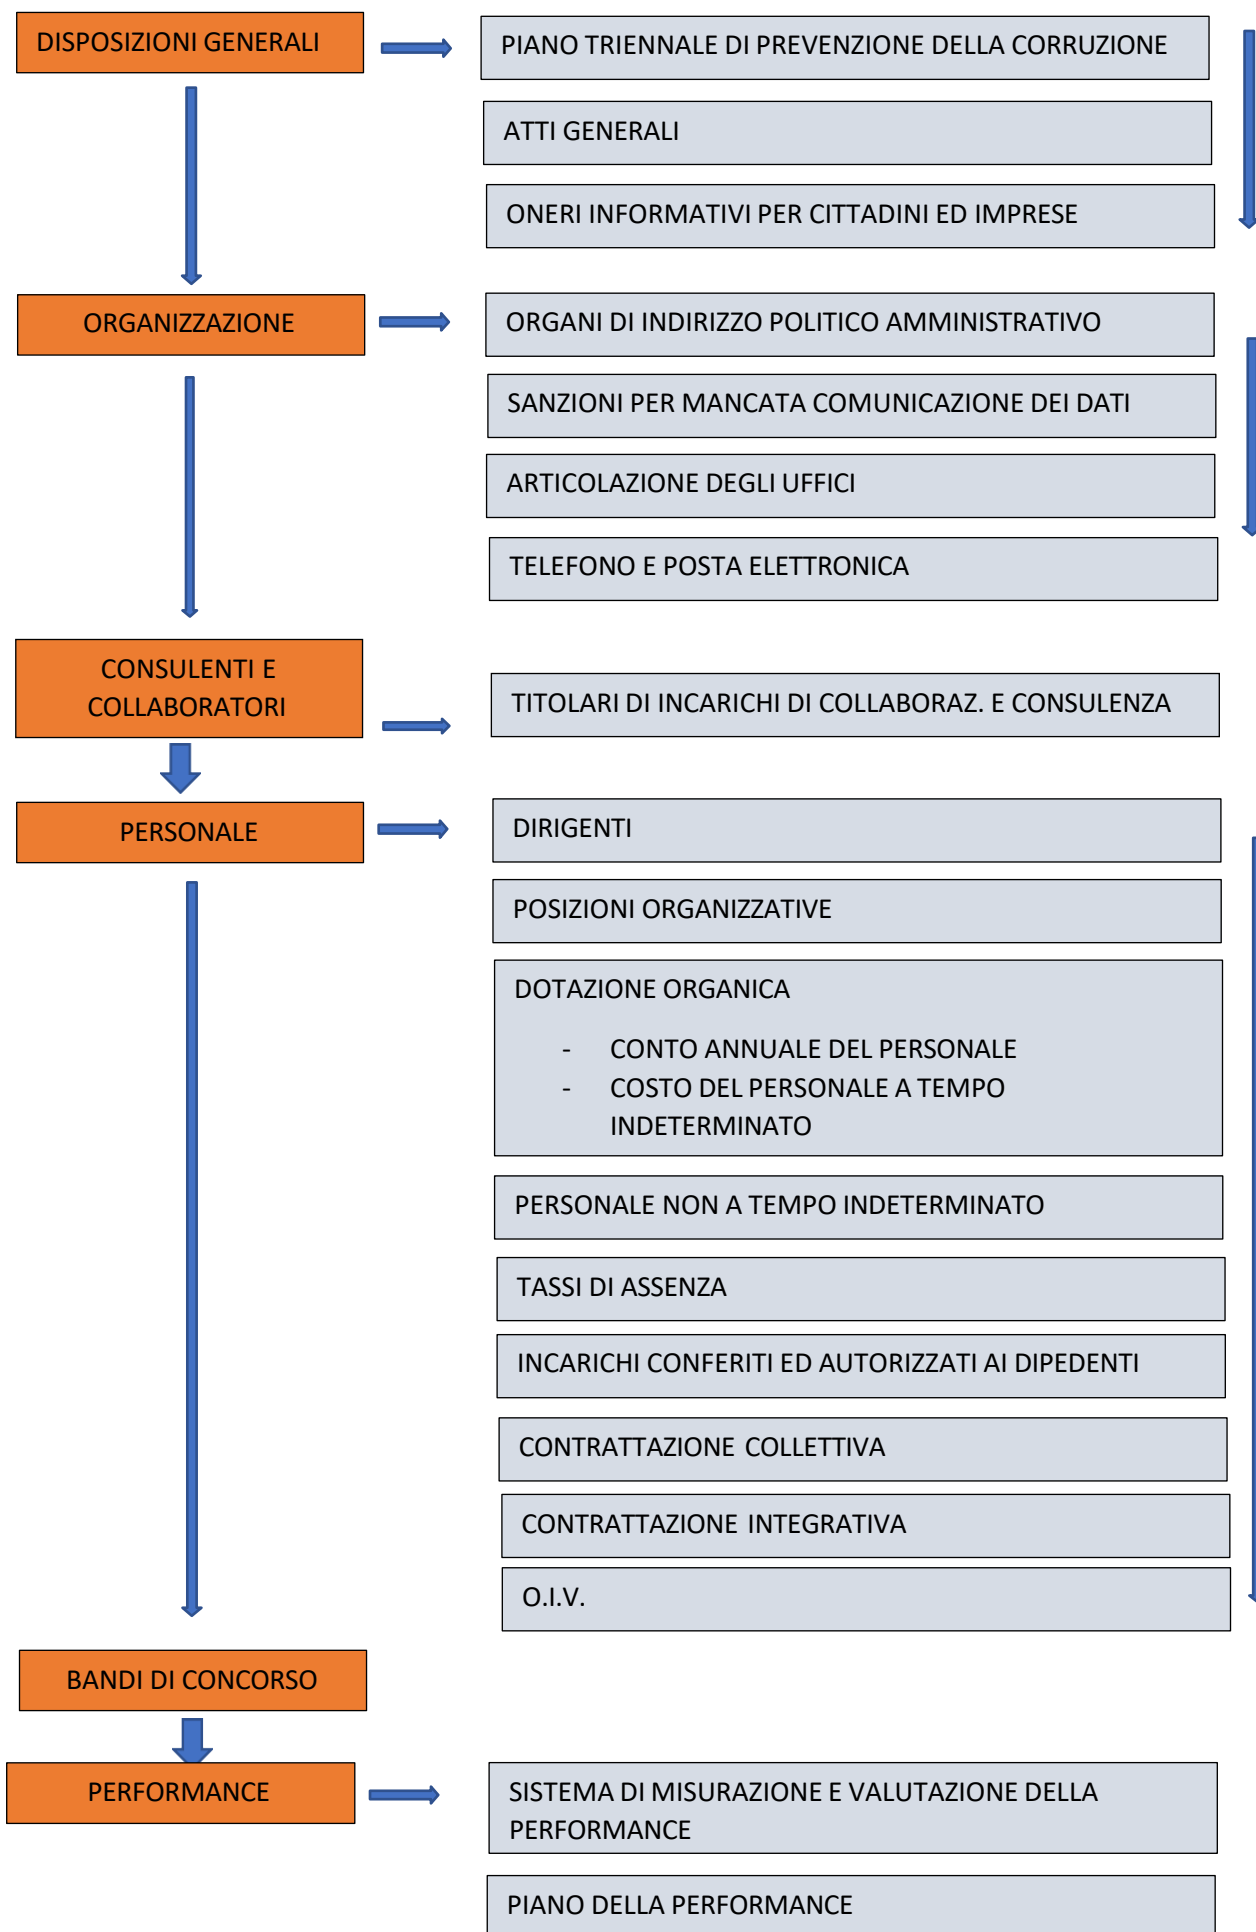 DISPOSIZIONI GENERALI
PIANO TRIENNALE DI PREVENZIONE DELLA CORRUZIONE
ATTI GENERALI
ONERI INFORMATIVI PER CITTADINI ED IMPRESE
ORGANIZZAZIONE
ORGANI DI INDIRIZZO POLITICO AMMINISTRATIVO
SANZIONI PER MANCATA COMUNICAZIONE DEI DATI
ARTICOLAZIONE DEGLI UFFICI
TELEFONO E POSTA ELETTRONICA
CONSULENTI E
COLLABORATORI
TITOLARI DI INCARICHI DI COLLABORAZ. E CONSULENZA
PERSONALE
DIRIGENTI
POSIZIONI ORGANIZZATIVE
DOTAZIONE ORGANICA
- CONTO ANNUALE DEL PERSONALE
- COSTO DEL PERSONALE A TEMPO
INDETERMINATO
PERSONALE NON A TEMPO INDETERMINATO
TASSI DI ASSENZA
INCARICHI CONFERITI ED AUTORIZZATI AI DIPEDENTI
CONTRATTAZIONE COLLETTIVA
CONTRATTAZIONE INTEGRATIVA
O.I.V.
BANDI DI CONCORSO
PERFORMANCE
SISTEMA DI MISURAZIONE E VALUTAZIONE DELLA
PERFORMANCE
PIANO DELLA PERFORMANCE